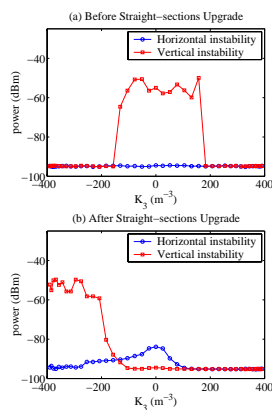 (a) Before Straight−sections Upgrade
Horizontal instability
Vertical instability
power (dBm)
−40
−60
−80
−100
−400 −200 0 200 400
K3 (m−3)
(b) After Straight−sections Upgrade
Horizontal instability
Vertical instability
power (dBm)
−40
−60
−80
−100
−400 −200 0 200 400
K3 (m−3)